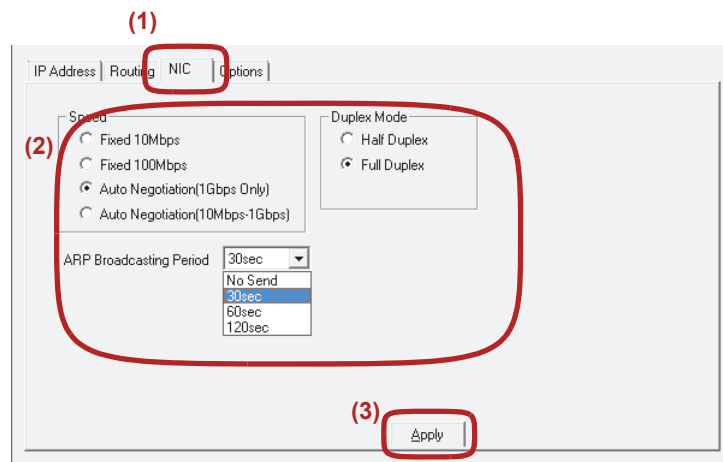 (1)
IP Address Routing NIC Options
Speed
Duplex Mode
(2)
Fixed 10Mbps
Half Duplex
Fixed 100Mbps
Full Duplex
Auto Negotiation(1Gbps Only)
Auto Negotiation(10Mbps-1Gbps)
ARP Broadcasting Period 30sec
No Send
30sec
60sec
120sec
(3)
Apply